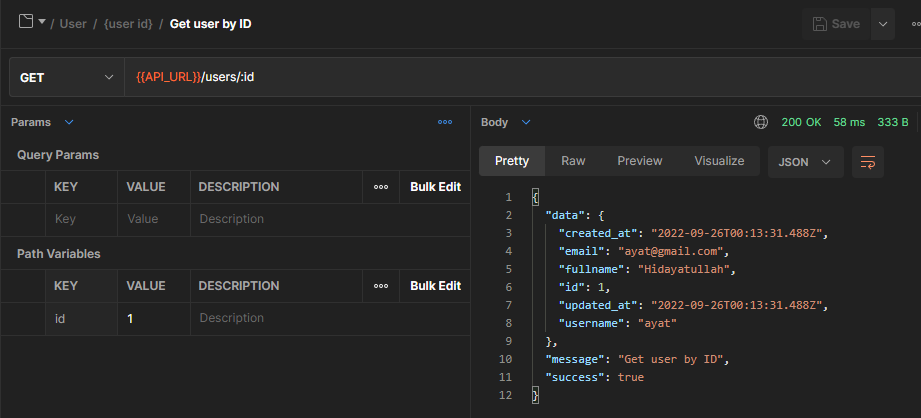 / User / {user id} / Get user by ID
Save
GET
{{API_URL}}/users/:id
Params
Query Params
KEY VALUE DESCRIPTION Bulk Edit
Key Value Description
Path Variables
KEY VALUE DESCRIPTION Bulk Edit
id 1 Description
Body 200 OK 58 ms 333 B
Pretty Raw Preview Visualize JSON
1 {
2 "data": {
3 "created_at": "2022-09-26T00:13:31.488Z",
4 "email": "ayat@gmail.com",
5 "fullname": "Hidayatullah",
6 "id": 1,
7 "updated_at": "2022-09-26T00:13:31.488Z",
8 "username": "ayat"
9 },
10 "message": "Get user by ID",
11 "success": true
12 }